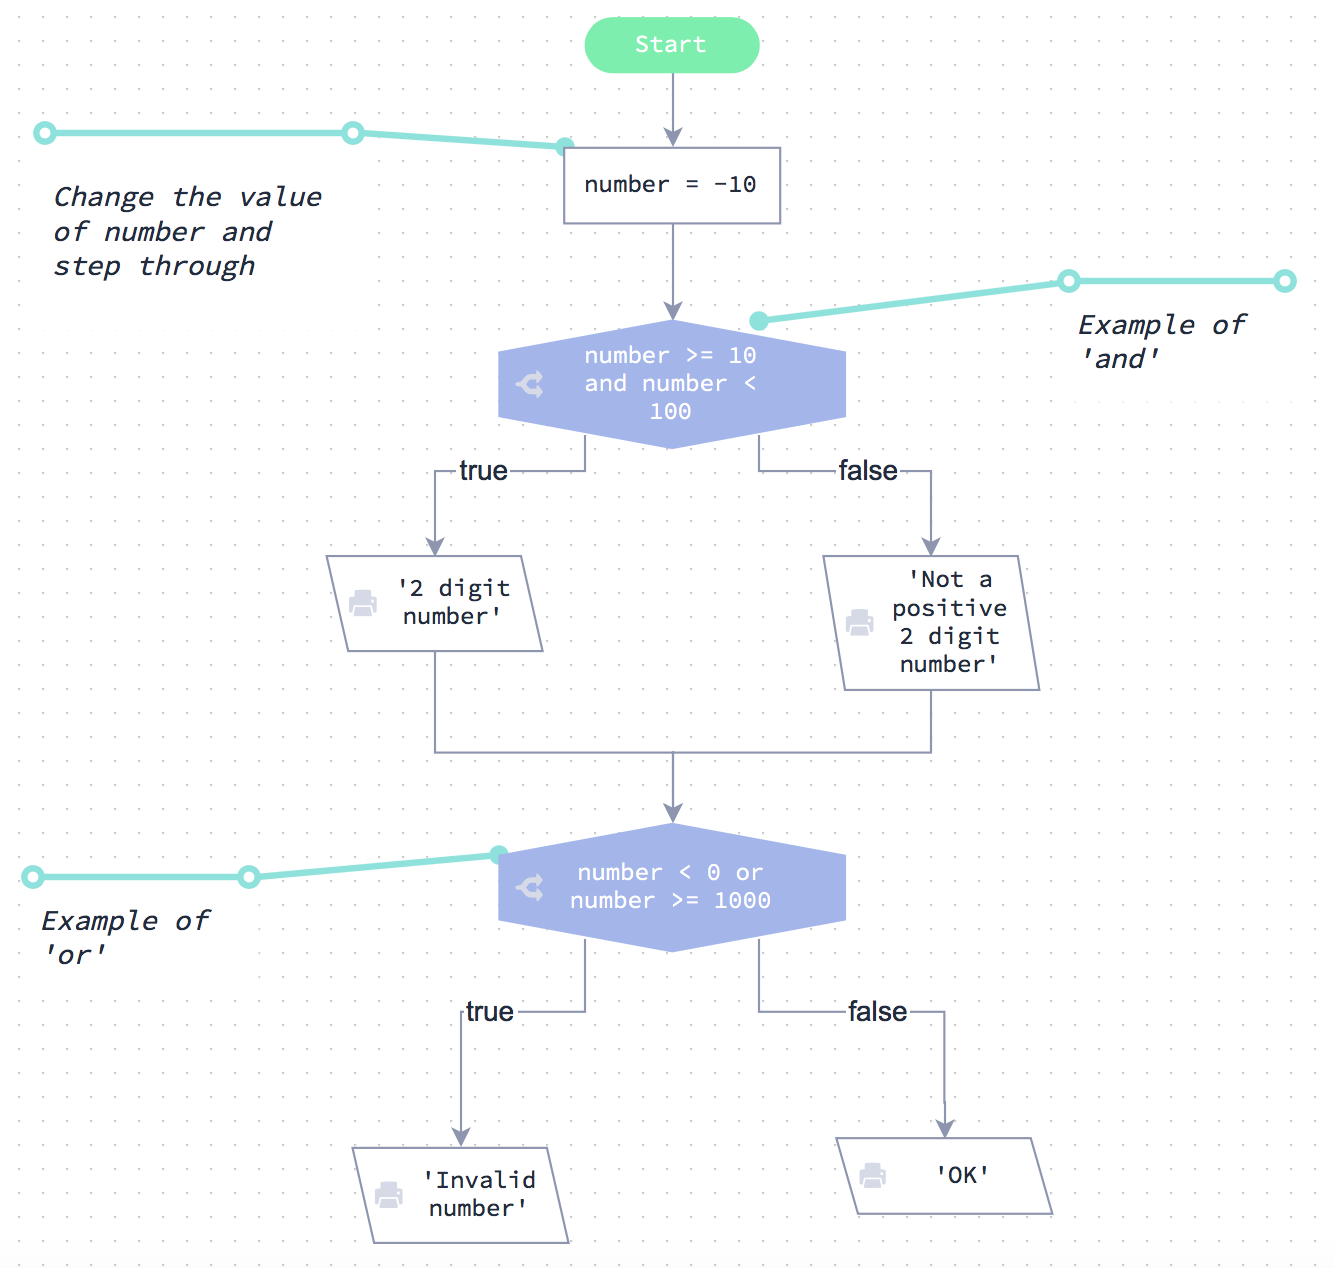 Start
number = -10
Change the value
of number and
step through
Example of
'and'
number >= 10
and number <
100
true
false
'2 digit
number'
'Not a
positive
2 digit
number'
number < 0 or
number >= 1000
Example of
'or'
true
false
'Invalid
number'
'OK'